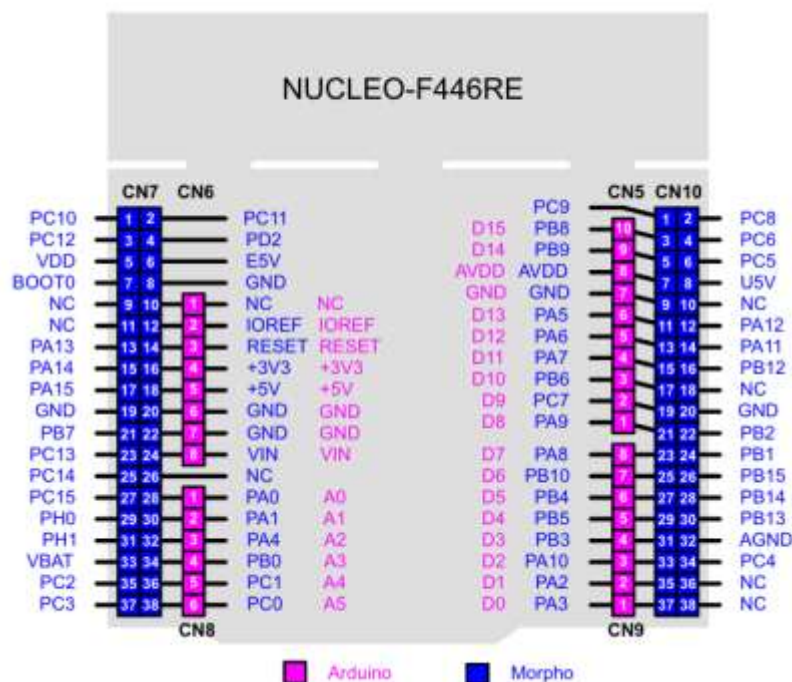 NUCLEO-F446RE
CN7 CN6 CN5 CN10
PC9
PC10 1 2 PC11 D15 PB8 10 1 2 PC8
PC12 3 4 PD2 D14 PB9 9 3 4 PC6
VDD 5 6 E5V AVDD AVDD 8 5 6 PC5
BOOT0 7 8 GND GND GND 7 7 8 U5V
NC 9 10 1 NC NC D13 PA5 6 9 10 NC
NC 11 12 2 IOREF IOREF D12 PA6 5 11 12 PA12
PA13 13 14 3 RESET RESET D11 PA7 4 13 14 PA11
PA14 15 16 4 +3V3 +3V3 D10 PB6 3 15 16 PB12
PA15 17 18 5 +5V +5V D9 PC7 2 17 18 NC
GND 19 20 6 GND GND D8 PA9 1 19 20 GND
PB7 21 22 7 GND GND 21 22 PB2
PC13 23 24 8 VIN VIN D7 PA8 8 23 24 PB1
PC14 25 26 NC D6 PB10 7 25 26 PB15
PC15 27 28 1 PA0 A0 D5 PB4 6 27 28 PB14
PH0 29 30 2 PA1 A1 D4 PB5 5 29 30 PB13
PH1 31 32 3 PA4 A2 D3 PB3 4 31 32 AGND
VBAT 33 34 4 PB0 A3 D2 PA10 3 33 34 PC4
PC2 35 36 5 PC1 A4 D1 PA2 2 35 36 NC
PC3 37 38 6 PC0 A5 D0 PA3 1 37 38 NC
CN8 CN9
Arduino Morpho